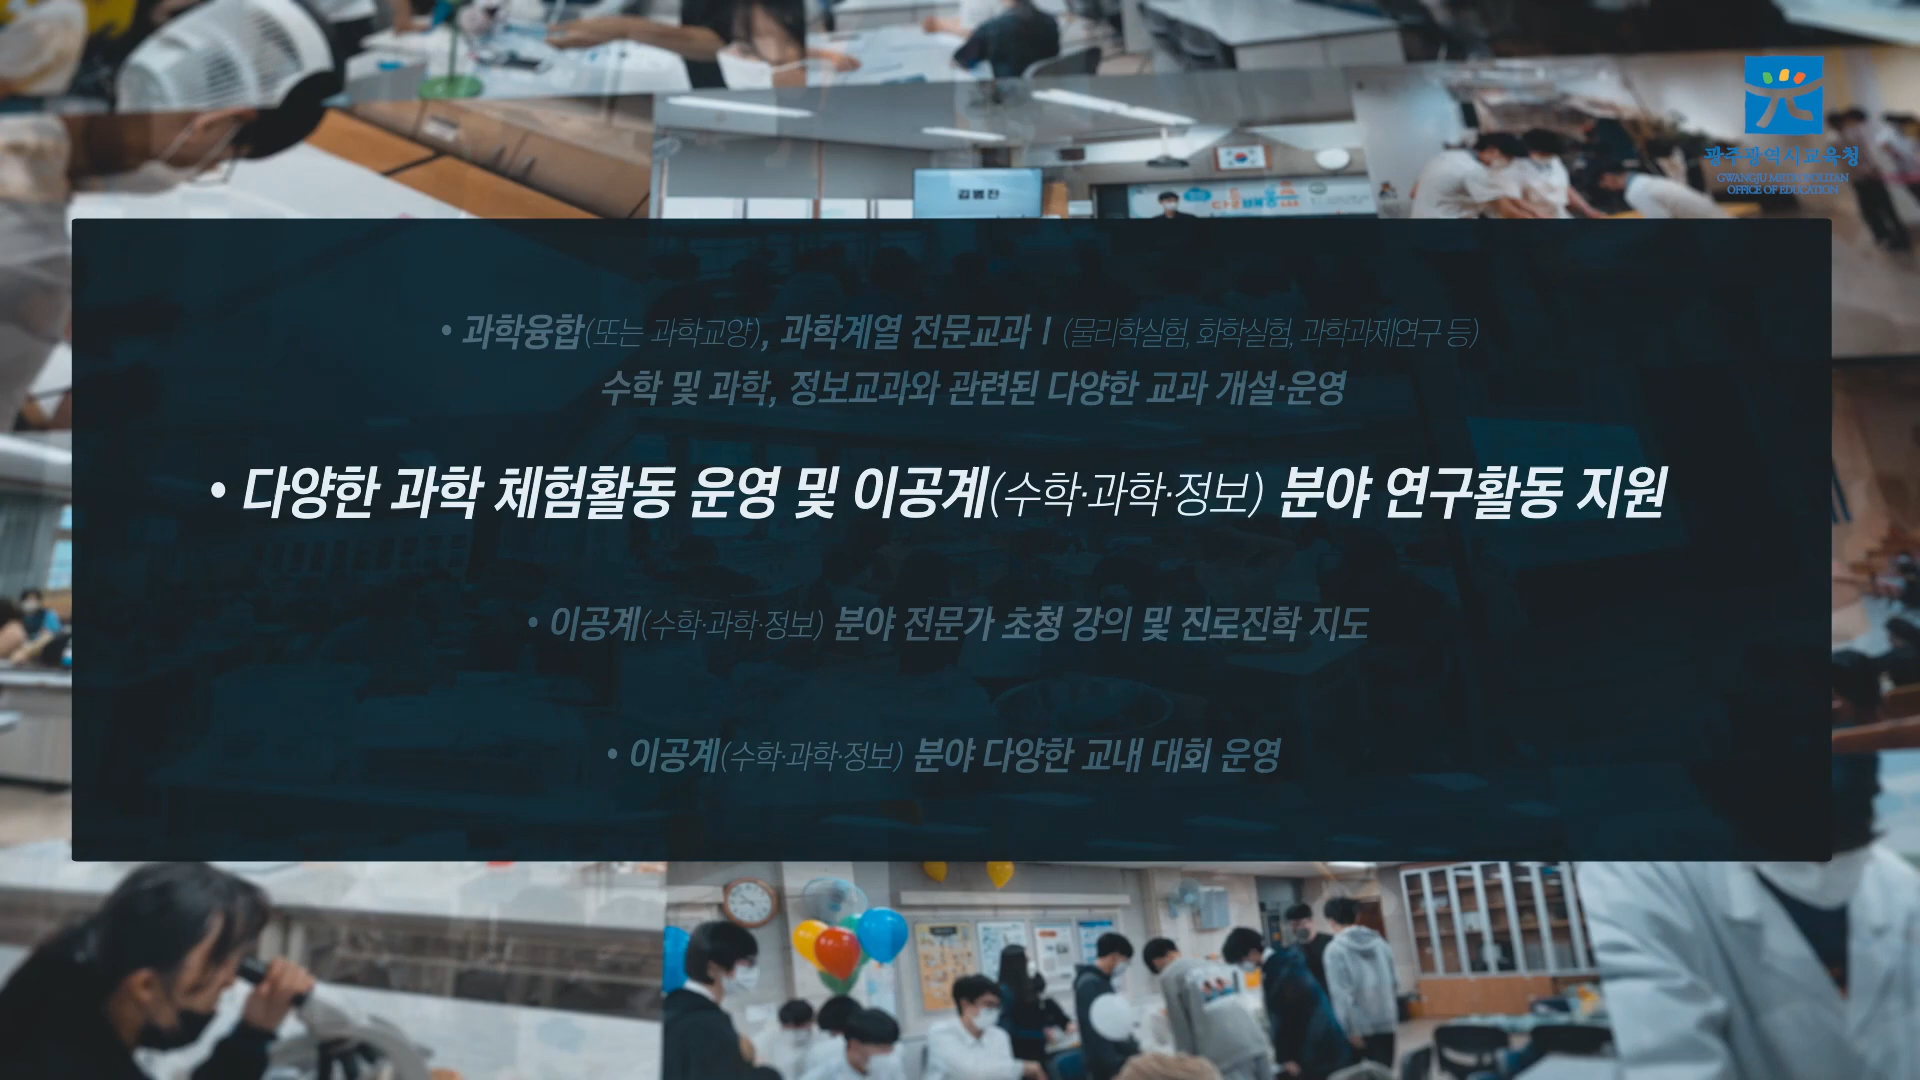 광주광역시교육청
GWANGJU METROPOLITAN
OFFICE OF EDUCATION
김범진
• 과학융합(또는 과학교양), 과학계열 전문교과 I (물리학실험, 화학실험, 과학과제연구 등)
수학 및 과학, 정보교과와 관련된 다양한 교과 개설·운영
• 다양한 과학 체험활동 운영 및 이공계(수학·과학·정보) 분야 연구활동 지원
• 이공계(수학·과학·정보) 분야 전문가 초청 강의 및 진로진학 지도
• 이공계(수학·과학·정보) 분야 다양한 교내 대회 운영